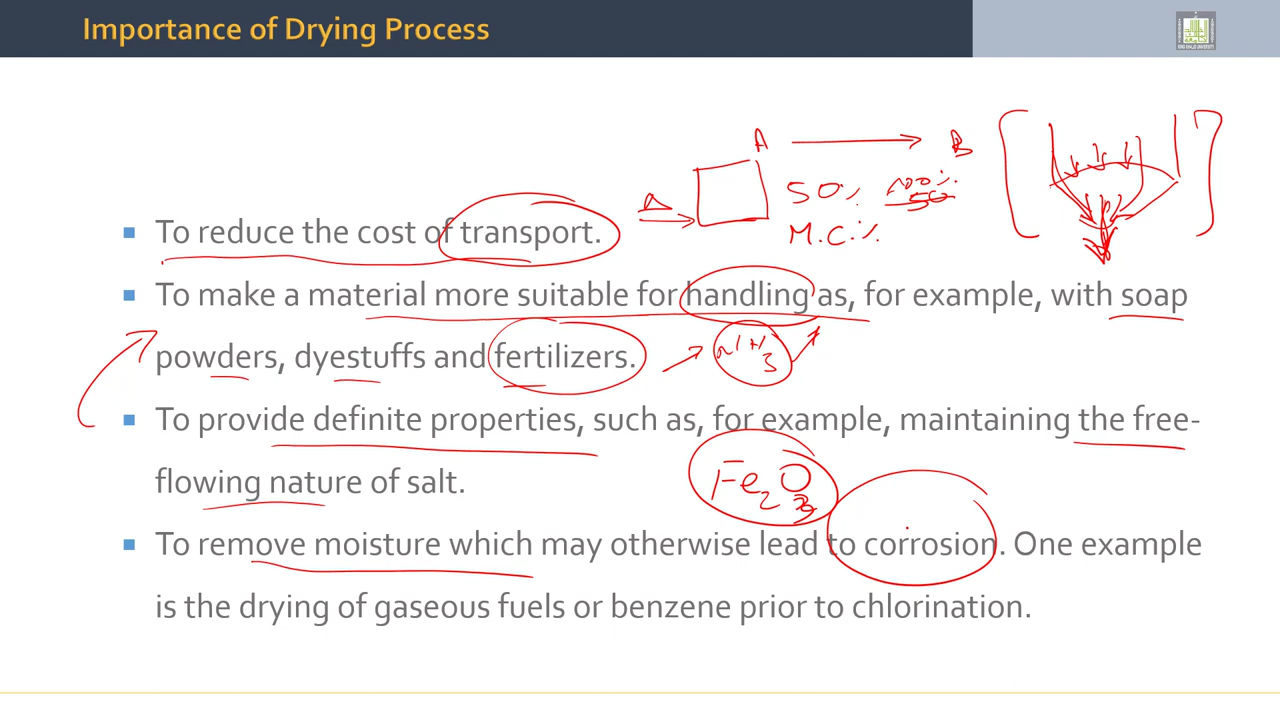 Importance of Drying Process
A B
50% 100%
50
M.C.%
To reduce the cost of transport.
To make a material more suitable for handling as, for example, with soap
powders, dyestuffs and fertilizers.
To provide definite properties, such as, for example, maintaining the free-
flowing nature of salt.
Fe2O3
To remove moisture which may otherwise lead to corrosion. One example
is the drying of gaseous fuels or benzene prior to chlorination.